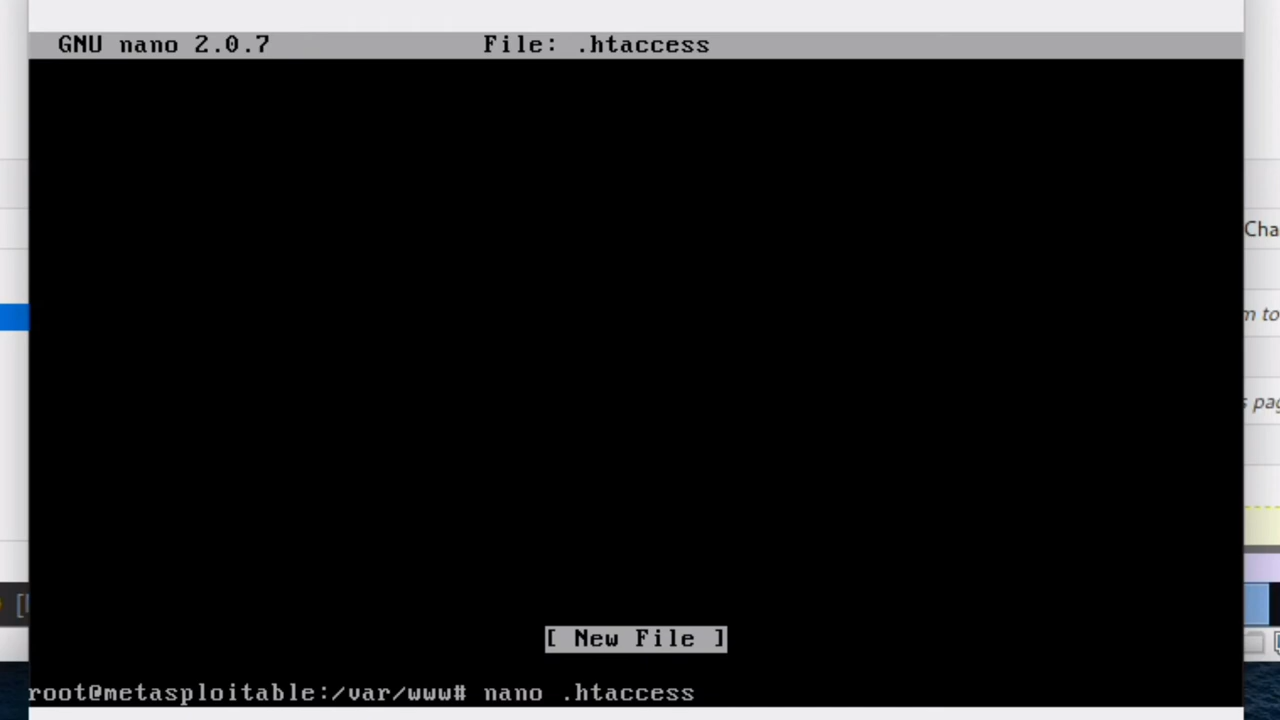 GNU nano 2.0.7 File: .htaccess
Cha
m to
s pag
[
[ New File ]
root@metasploitable:/var/www# nano .htaccess